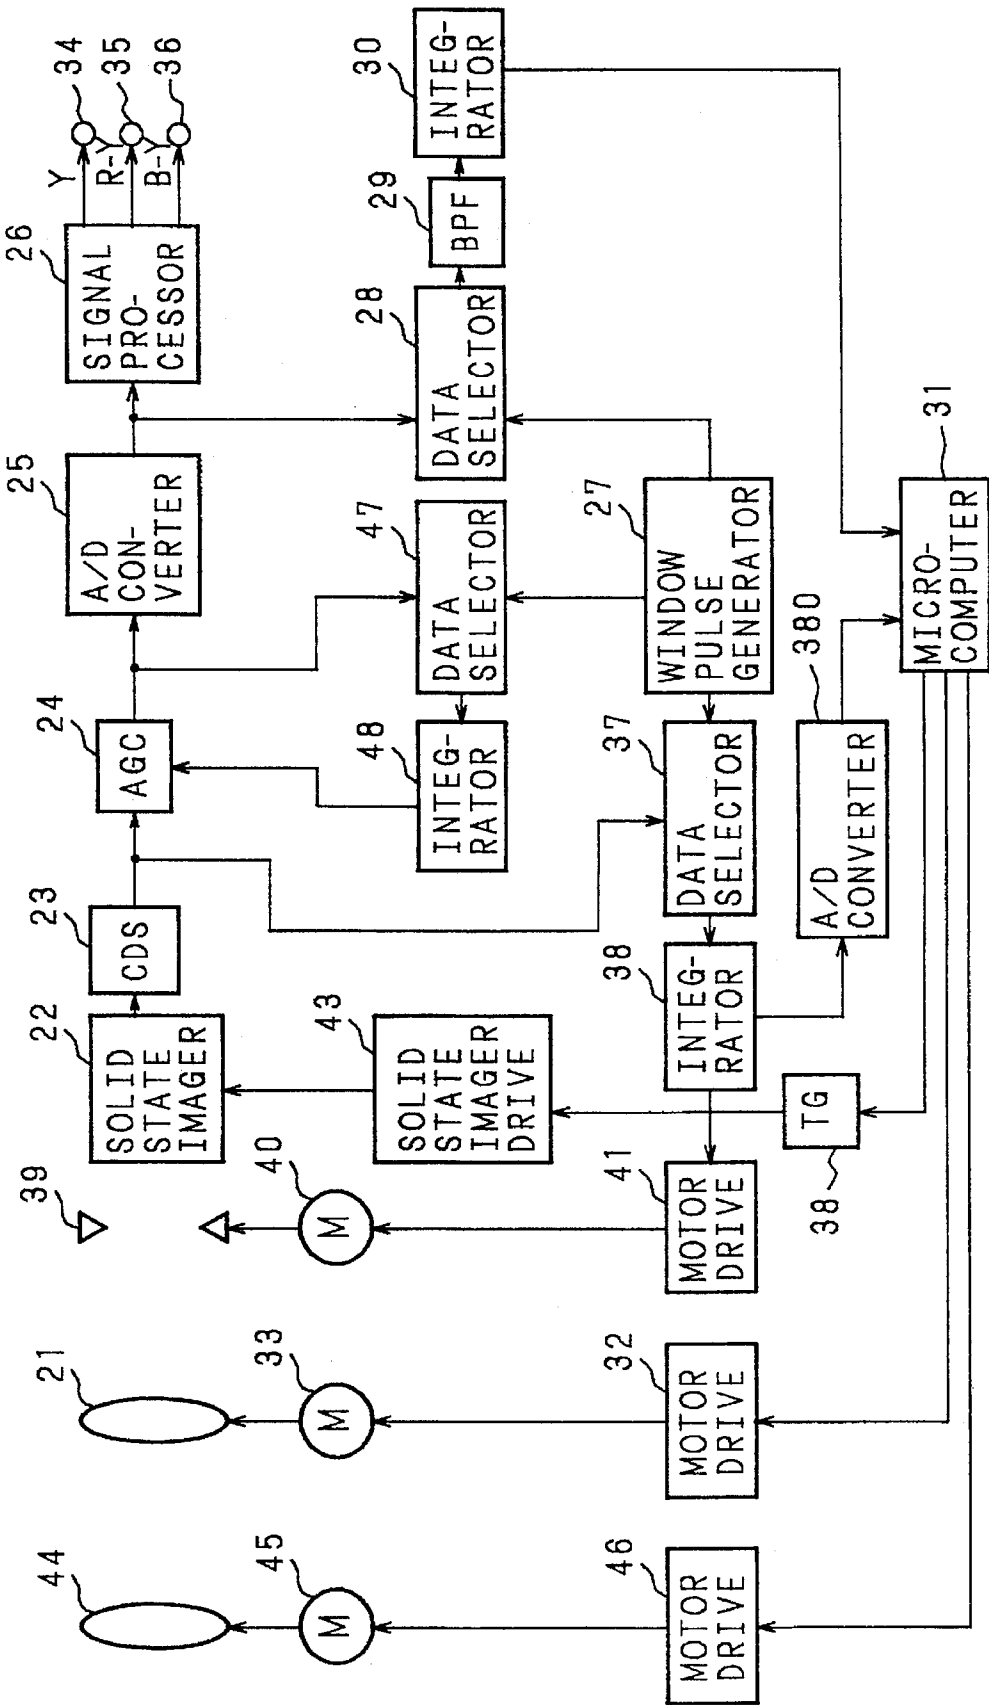 44
21
39
22
SOLID
STATE
IMAGER
23
CDS
24
AGC
25
A/D
CON-
VERTER
26
SIGNAL
PRO-
CESSOR
Y
34
R-Y
35
B-Y
36
45
M
33
M
40
M
43
SOLID
STATE
IMAGER
DRIVE
48
INTEG-
RATOR
47
DATA
SELECTOR
28
DATA
SELECTOR
29
BPF
30
INTEG-
RATOR
46
MOTOR
DRIVE
32
MOTOR
DRIVE
41
MOTOR
DRIVE
38
INTEG-
RATOR
37
DATA
SELECTOR
27
WINDOW
PULSE
GENERATOR
TG
38
380
A/D
CONVERTER
31
MICRO-
COMPUTER